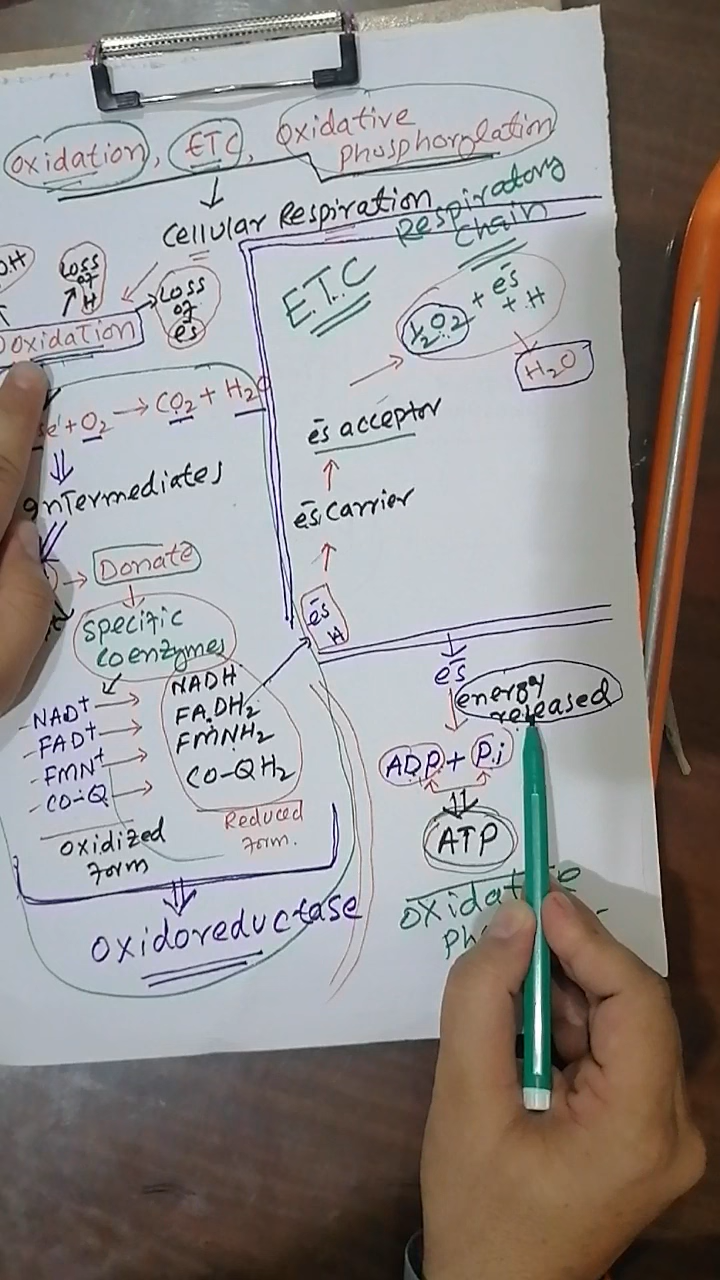 Oxidation, ETC, Oxidative
phosphorylation
Cellular Respiration
Respiratory
Chain
Loss
of
H
Loss
of
és
Oxidation
+ O2 → CO2 + H2O
Intermediates
→ Donate
specific
coenzymes
NAD+ → NADH
FAD+ → FADH2
FMN+ → FMNH2
CO-Q → CO-QH2
Oxidized
form
Reduced
form.
Oxidoreductase
E.T.C
½O2 + ēs
+ H
H2O
ēs acceptor
ēs carrier
ēs
H
ēs
energy
released
ADP + Pi
ATP